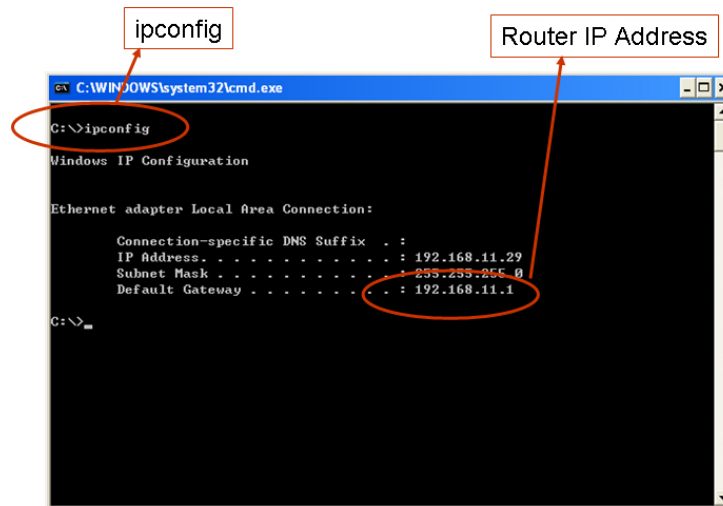 ipconfig
Router IP Address
C:\WINDOWS\system32\cmd.exe
C:\>ipconfig
Windows IP Configuration
Ethernet adapter Local Area Connection:
Connection-specific DNS Suffix . :
IP Address. . . . . . . . . . . . : 192.168.11.29
Subnet Mask . . . . . . . . . . . : 255.255.255.0
Default Gateway . . . . . . . . . : 192.168.11.1
C:\>_